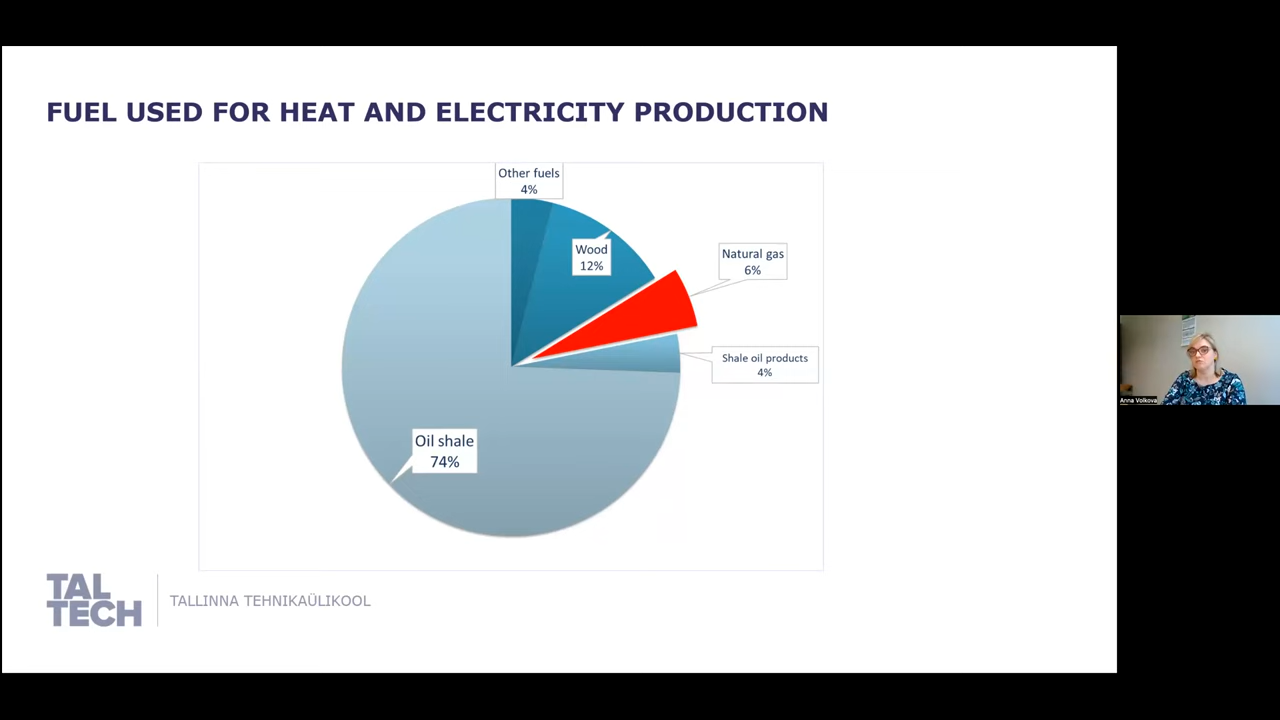 FUEL USED FOR HEAT AND ELECTRICITY PRODUCTION
Other fuels
4%
Wood
12%
Natural gas
6%
Shale oil products
4%
Oil shale
74%
TAL
TECH
TALLINNA TEHNIKAÜLIKOOL
Anna Volkova